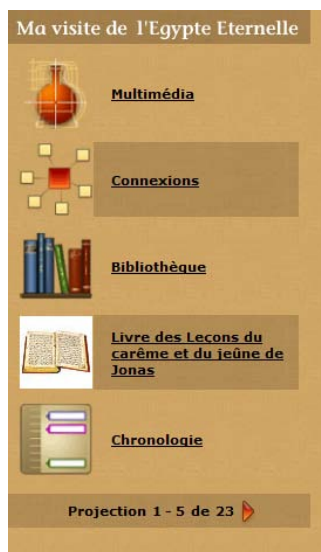 Ma visite de l'Egypte Eternelle
Multimédia
Connexions
Bibliothèque
Livre des Leçons du
carême et du jeûne de
Jonas
Chronologie
Projection 1 - 5 de 23